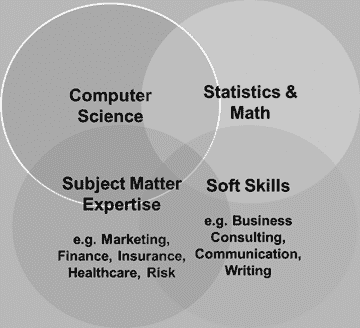 Computer
Science
Statistics &
Math
Subject Matter
Expertise
e.g. Marketing,
Finance, Insurance,
Healthcare, Risk
Soft Skills
e.g. Business
Consulting,
Communication,
Writing